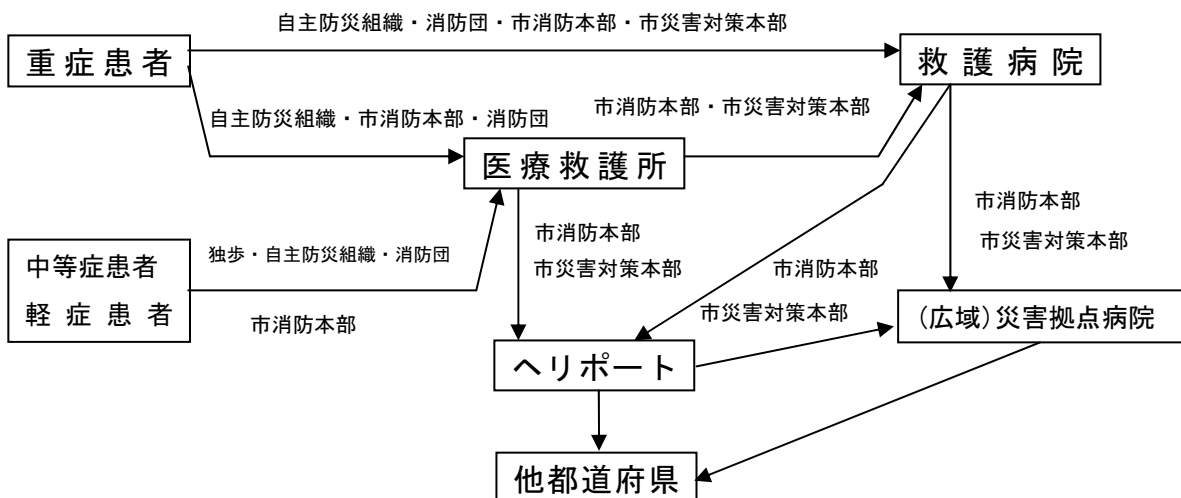 自主防災組織・消防団・市消防本部・市災害対策本部
重症患者
救護病院
自主防災組織・市消防本部・消防団
市消防本部・市災害対策本部
医療救護所
中等症患者
軽症患者
独歩・自主防災組織・消防団
市消防本部
市消防本部
市災害対策本部
市消防本部
市災害対策本部
市消防本部
市災害対策本部
(広域)災害拠点病院
ヘリポート
他都道府県